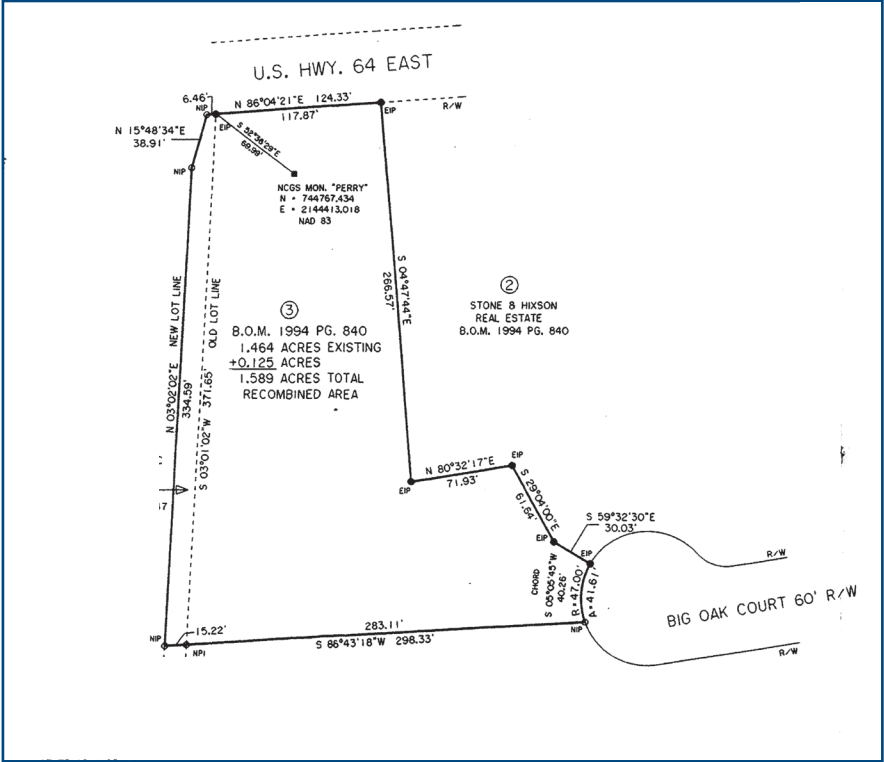 U.S. HWY. 64 EAST
6.46'
NIP
N 86°04'21"E 124.33'
117.87'
EIP
EIP
R/W
N 15°48'34"E
38.91'
NIP
S 52°36'29"E
69.99'
NCGS MON. "PERRY"
N = 744767.434
E = 2144413.018
NAD 83
S 04°47'44"E
266.57'
2
STONE & HIXSON
REAL ESTATE
B.O.M. 1994 PG. 840
3
B.O.M. 1994 PG. 840
1.464 ACRES EXISTING
+0.125 ACRES
1.589 ACRES TOTAL
RECOMBINED AREA
N 03°02'02"E NEW LOT LINE
334.59'
S 03°01'02"W 371.65' OLD LOT LINE
N 80°32'17"E
71.93'
EIP
EIP
S 29°04'00"E
61.64'
EIP
S 59°32'30"E
30.03'
EIP
CHORD
S 05°05'45"W
40.26'
R=47.00'
A=41.61'
NIP
R/W
BIG OAK COURT 60' R/W
R/W
NIP
15.22'
NPI
283.11'
S 86°43'18"W 298.33'